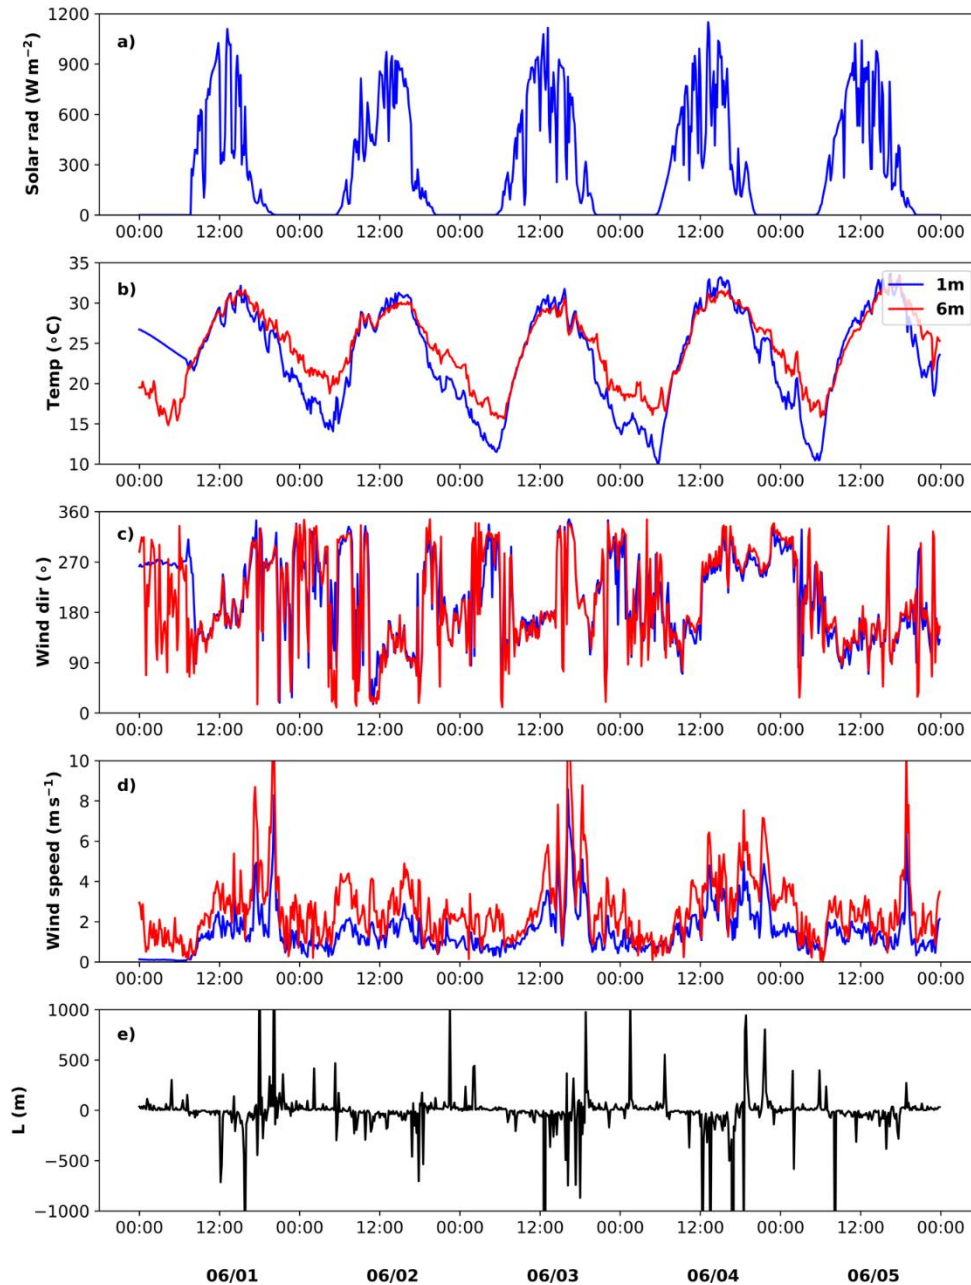 a)
Solar rad (W m⁻²)
1200
900
600
300
0
00:00 12:00 00:00 12:00 00:00 12:00 00:00 12:00 00:00 12:00 00:00
b)
1m
6m
Temp (∘C)
35
30
25
20
15
10
00:00 12:00 00:00 12:00 00:00 12:00 00:00 12:00 00:00 12:00 00:00
c)
Wind dir (∘)
360
270
180
90
0
00:00 12:00 00:00 12:00 00:00 12:00 00:00 12:00 00:00 12:00 00:00
d)
Wind speed (m s⁻¹)
10
8
6
4
2
0
00:00 12:00 00:00 12:00 00:00 12:00 00:00 12:00 00:00 12:00 00:00
e)
L (m)
1000
500
0
−500
−1000
00:00 12:00 00:00 12:00 00:00 12:00 00:00 12:00 00:00 12:00 00:00
06/01 06/02 06/03 06/04 06/05